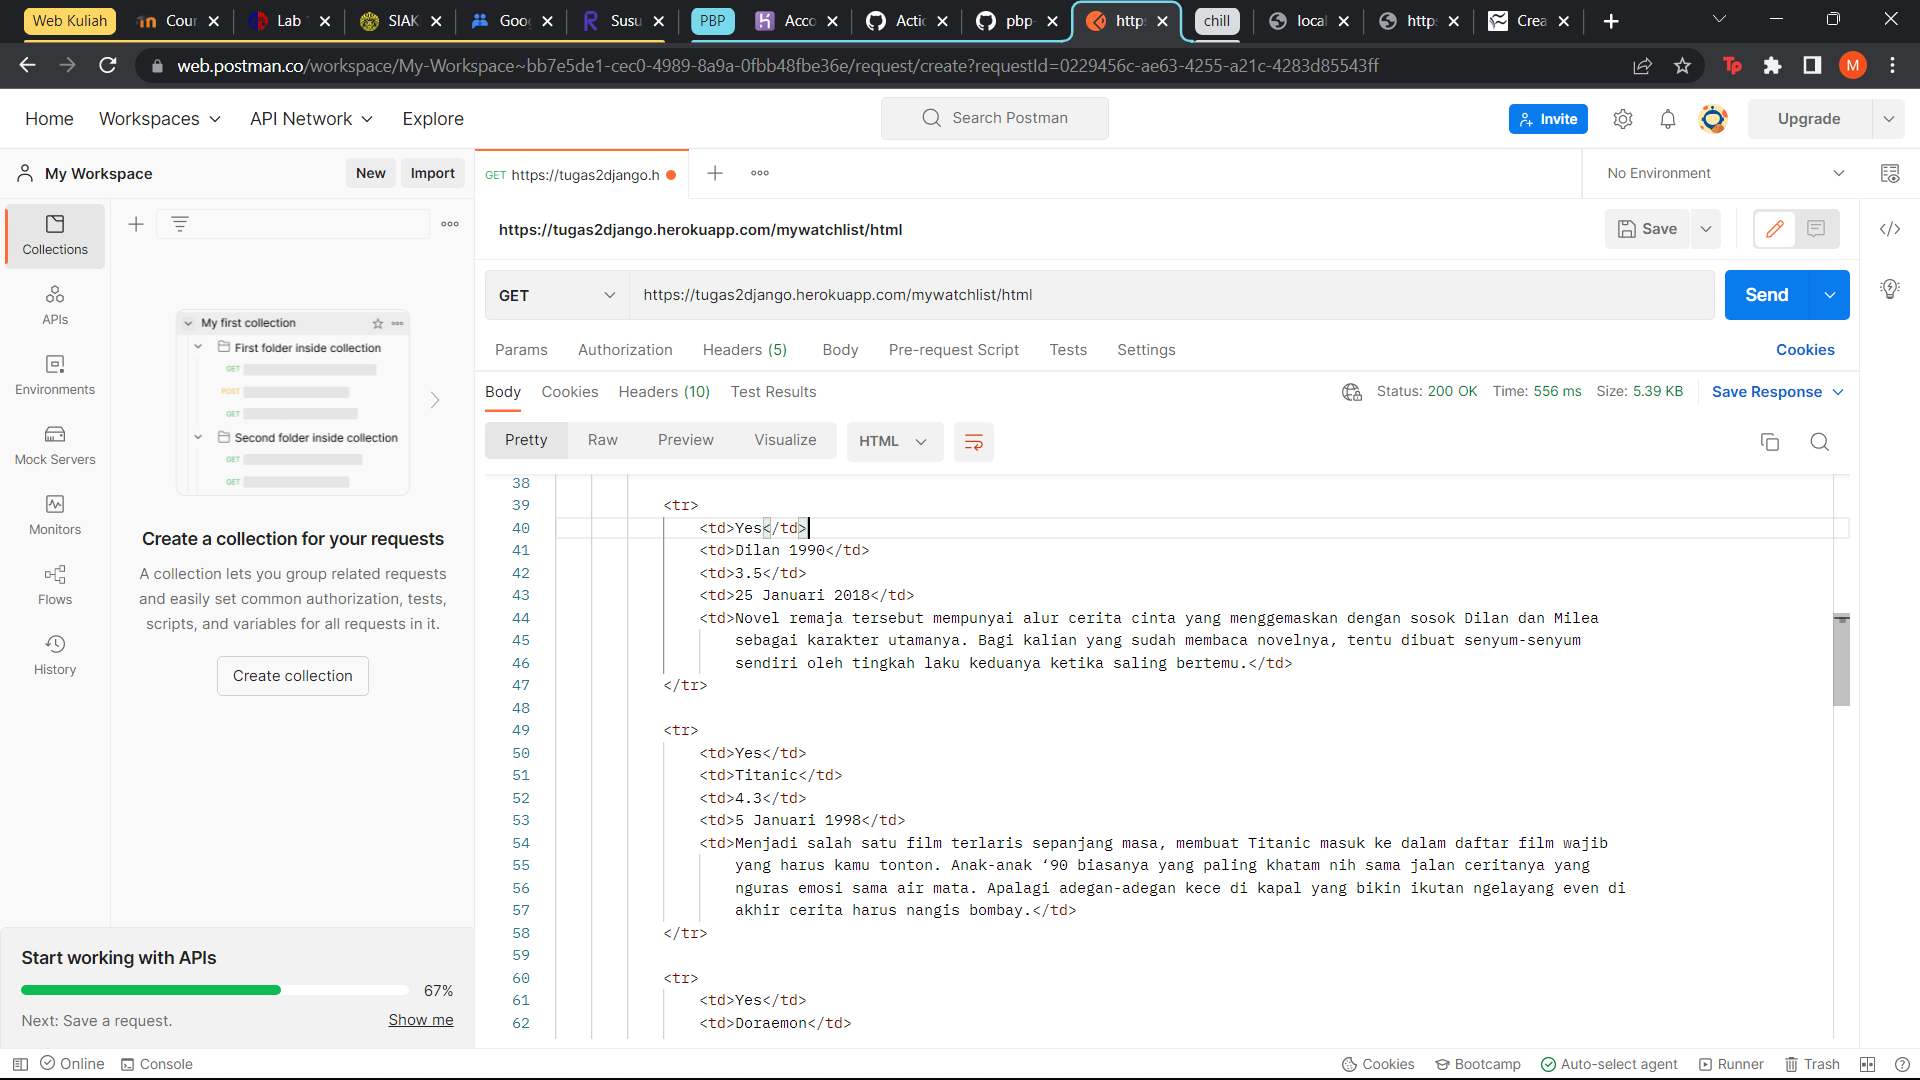 Web Kuliah
Cour
Lab
SIAK
Goo
Susu
PBP
Acco
Actio
pbp-
https
chill
local
https
Crea
web.postman.co/workspace/My-Workspace~bb7e5de1-cec0-4989-8a9a-0fbb48fbe36e/request/create?requestId=0229456c-ae63-4255-a21c-4283d85543ff
M
Home
Workspaces
API Network
Explore
Search Postman
Invite
Upgrade
My Workspace
New
Import
GET https://tugas2django.h
No Environment
Collections
APIs
Environments
Mock Servers
Monitors
Flows
History
My first collection
First folder inside collection
GET
POST
GET
Second folder inside collection
GET
GET
Create a collection for your requests
A collection lets you group related requests
and easily set common authorization, tests,
scripts, and variables for all requests in it.
Create collection
Start working with APIs
67%
Next: Save a request.
Show me
https://tugas2django.herokuapp.com/mywatchlist/html
Save
GET
https://tugas2django.herokuapp.com/mywatchlist/html
Send
Params
Authorization
Headers (5)
Body
Pre-request Script
Tests
Settings
Cookies
Body
Cookies
Headers (10)
Test Results
Status: 200 OK
Time: 556 ms
Size: 5.39 KB
Save Response
Pretty
Raw
Preview
Visualize
HTML
38
39 <tr>
40 <td>Yes</td>
41 <td>Dilan 1990</td>
42 <td>3.5</td>
43 <td>25 Januari 2018</td>
44 <td>Novel remaja tersebut mempunyai alur cerita cinta yang menggemaskan dengan sosok Dilan dan Milea
45 sebagai karakter utamanya. Bagi kalian yang sudah membaca novelnya, tentu dibuat senyum-senyum
46 sendiri oleh tingkah laku keduanya ketika saling bertemu.</td>
47 </tr>
48
49 <tr>
50 <td>Yes</td>
51 <td>Titanic</td>
52 <td>4.3</td>
53 <td>5 Januari 1998</td>
54 <td>Menjadi salah satu film terlaris sepanjang masa, membuat Titanic masuk ke dalam daftar film wajib
55 yang harus kamu tonton. Anak-anak ‘90 biasanya yang paling khatam nih sama jalan ceritanya yang
56 nguras emosi sama air mata. Apalagi adegan-adegan kece di kapal yang bikin ikutan ngelayang even di
57 akhir cerita harus nangis bombay.</td>
58 </tr>
59
60 <tr>
61 <td>Yes</td>
62 <td>Doraemon</td>
Online
Console
Cookies
Bootcamp
Auto-select agent
Runner
Trash